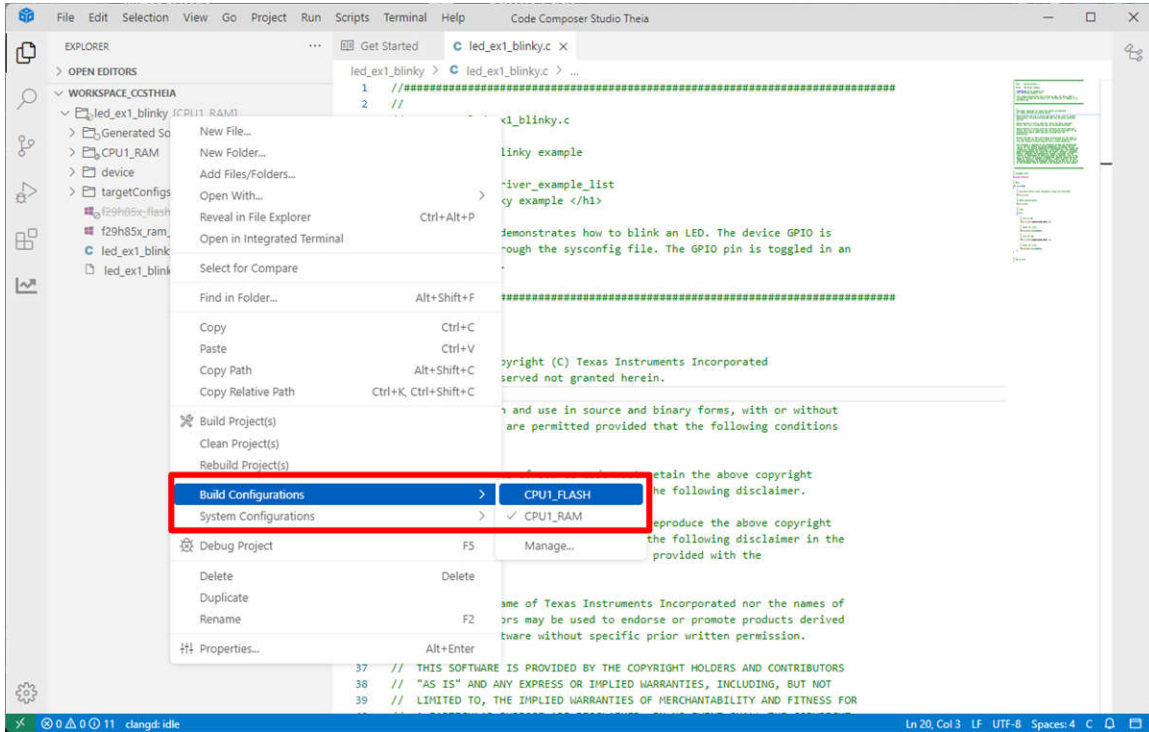 File Edit Selection View Go Project Run Scripts Terminal Help Code Composer Studio Theia
EXPLORER
Get Started
C led_ex1_blinky.c
OPEN EDITORS
led_ex1_blinky > C led_ex1_blinky.c > ...
WORKSPACE_CCSTHEIA
led_ex1_blinky [CPU1_RAM]
Generated So
CPU1_RAM
device
targetConfigs
f29h85x_flash
f29h85x_ram_
C led_ex1_blink
led_ex1_blink
New File...
New Folder...
Add Files/Folders...
Open With...
Reveal in File Explorer Ctrl+Alt+P
Open in Integrated Terminal
Select for Compare
Find in Folder... Alt+Shift+F
Copy Ctrl+C
Paste Ctrl+V
Copy Path Alt+Shift+C
Copy Relative Path Ctrl+K, Ctrl+Shift+C
Build Project(s)
Clean Project(s)
Rebuild Project(s)
Build Configurations
System Configurations
Debug Project F5
Delete Delete
Duplicate
Rename F2
Properties... Alt+Enter
CPU1_FLASH
CPU1_RAM
Manage...
1 //#############################################################################
2 //
x1_blinky.c
linky example
river_example_list
ky example </h1>
demonstrates how to blink an LED. The device GPIO is
rough the sysconfig file. The GPIO pin is toggled in an
.
#############################################################
pyright (C) Texas Instruments Incorporated
served not granted herein.
n and use in source and binary forms, with or without
are permitted provided that the following conditions
etain the above copyright
he following disclaimer.
eproduce the above copyright
the following disclaimer in the
provided with the
ame of Texas Instruments Incorporated nor the names of
ors may be used to endorse or promote products derived
tware without specific prior written permission.
37 // THIS SOFTWARE IS PROVIDED BY THE COPYRIGHT HOLDERS AND CONTRIBUTORS
38 // "AS IS" AND ANY EXPRESS OR IMPLIED WARRANTIES, INCLUDING, BUT NOT
39 // LIMITED TO, THE IMPLIED WARRANTIES OF MERCHANTABILITY AND FITNESS FOR
0 0 11 clangd: idle
Ln 20, Col 3 LF UTF-8 Spaces: 4 C